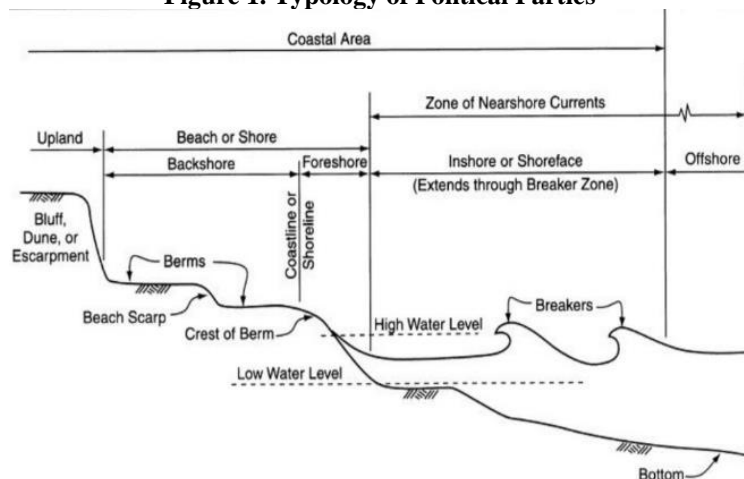 Figure 1. Typology of Political Parties
Coastal Area
Zone of Nearshore Currents
Upland
Beach or Shore
Backshore
Foreshore
Inshore or Shoreface
(Extends through Breaker Zone)
Offshore
Bluff,
Dune, or
Escarpment
Coastline or
Shoreline
Berms
Beach Scarp
Crest of Berm
High Water Level
Breakers
Low Water Level
Bottom